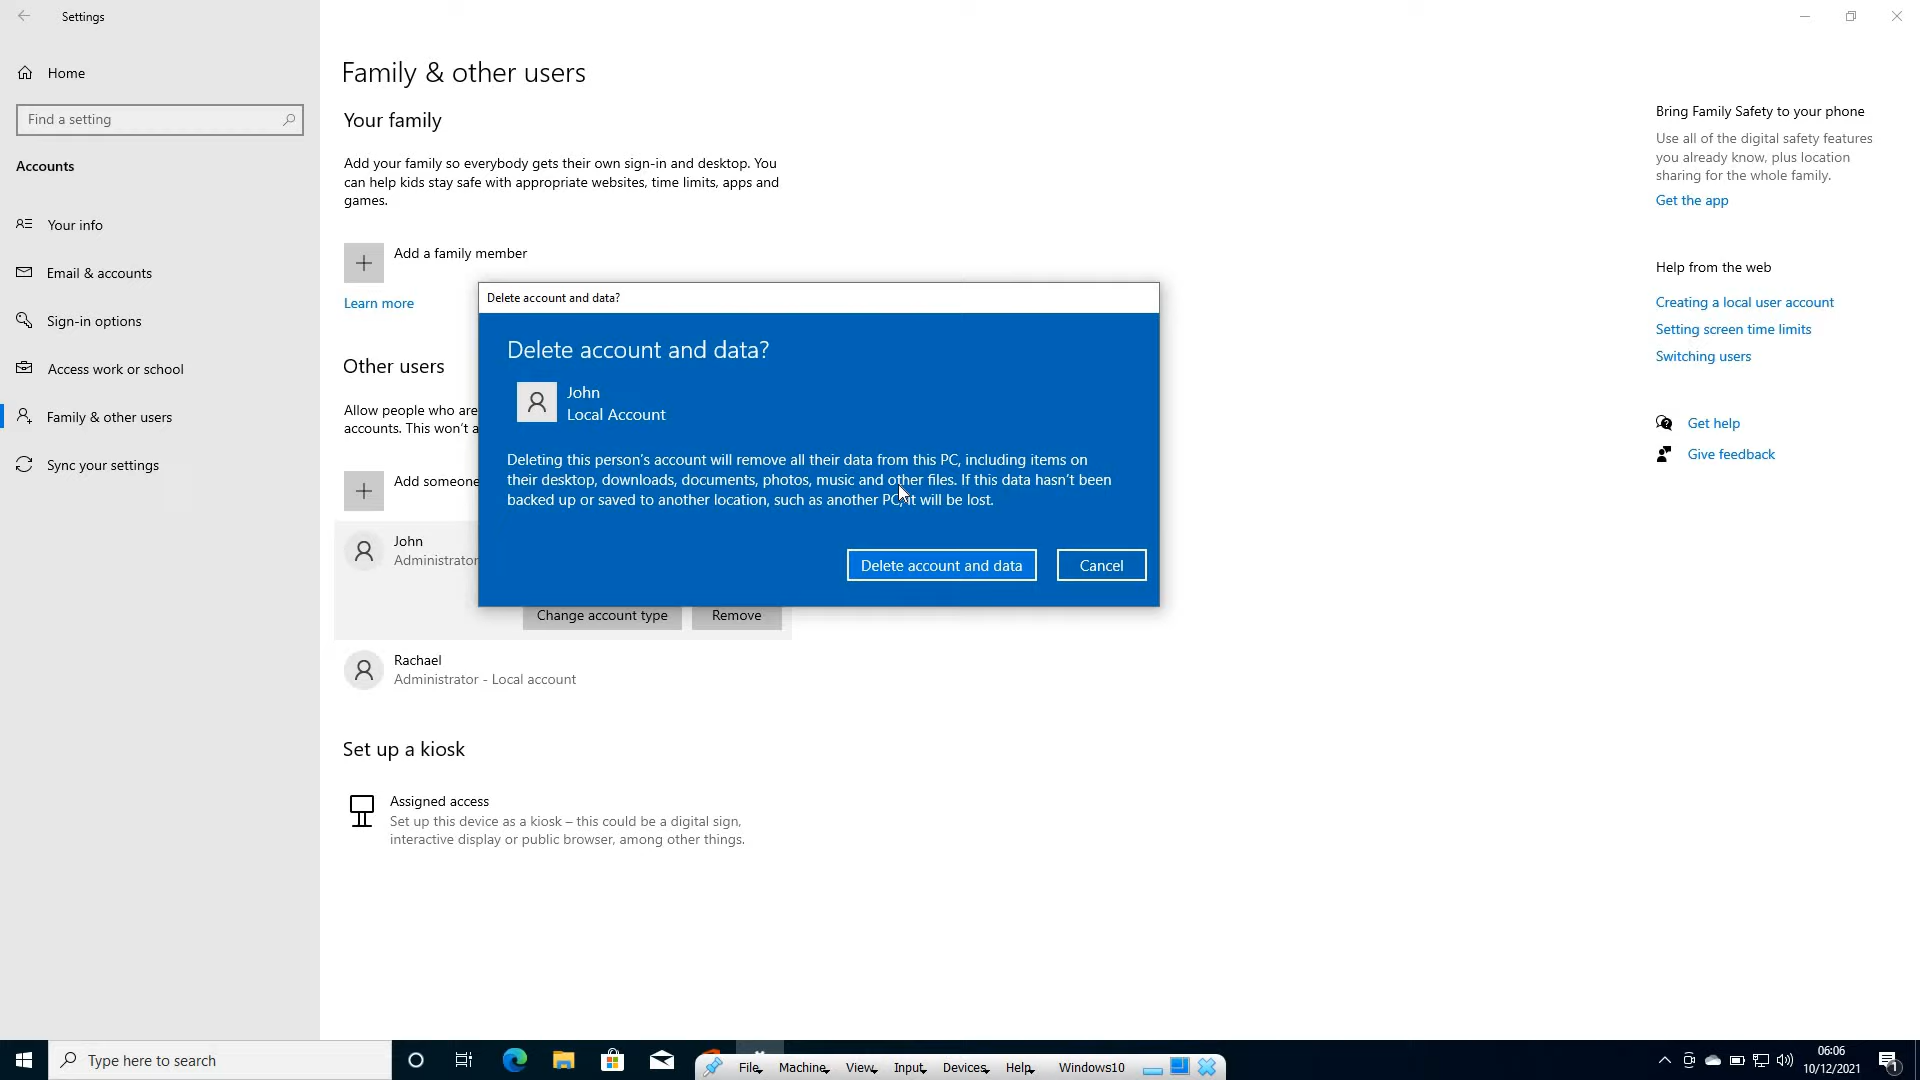 Settings
Home
Find a setting
Accounts
Your info
Email & accounts
Sign-in options
Access work or school
Family & other users
Sync your settings
Family & other users
Your family
Add your family so everybody gets their own sign-in and desktop. You
can help kids stay safe with appropriate websites, time limits, apps and
games.
Add a family member
Learn more
Other users
Allow people who are
accounts. This won't a
Add someone
John
Administrator
Change account type
Remove
Rachael
Administrator - Local account
Set up a kiosk
Assigned access
Set up this device as a kiosk – this could be a digital sign,
interactive display or public browser, among other things.
Delete account and data?
Delete account and data?
John
Local Account
Deleting this person's account will remove all their data from this PC, including items on
their desktop, downloads, documents, photos, music and other files. If this data hasn't been
backed up or saved to another location, such as another PC, it will be lost.
Delete account and data
Cancel
Bring Family Safety to your phone
Use all of the digital safety features
you already know, plus location
sharing for the whole family.
Get the app
Help from the web
Creating a local user account
Setting screen time limits
Switching users
Get help
Give feedback
Type here to search
File
Machine
View
Input
Devices
Help
Windows10
06:06
10/12/2021
1